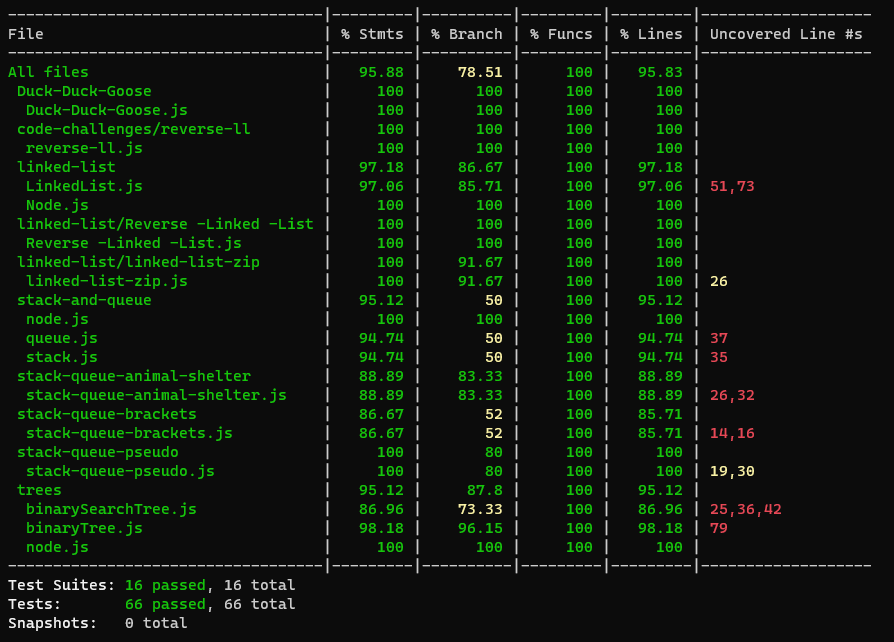 -----------------------------------|---------|----------|---------|---------|-------------------
File                               | % Stmts | % Branch | % Funcs | % Lines | Uncovered Line #s
-----------------------------------|---------|----------|---------|---------|-------------------
All files                          |   95.88 |    78.51 |     100 |   95.83 |
 Duck-Duck-Goose                   |     100 |      100 |     100 |     100 |
  Duck-Duck-Goose.js               |     100 |      100 |     100 |     100 |
 code-challenges/reverse-ll        |     100 |      100 |     100 |     100 |
  reverse-ll.js                    |     100 |      100 |     100 |     100 |
 linked-list                       |   97.18 |    86.67 |     100 |   97.18 |
  LinkedList.js                    |   97.06 |    85.71 |     100 |   97.06 | 51,73
  Node.js                          |     100 |      100 |     100 |     100 |
 linked-list/Reverse -Linked -List |     100 |      100 |     100 |     100 |
  Reverse -Linked -List.js         |     100 |      100 |     100 |     100 |
 linked-list/linked-list-zip       |     100 |    91.67 |     100 |     100 |
  linked-list-zip.js               |     100 |    91.67 |     100 |     100 | 26
 stack-and-queue                   |   95.12 |       50 |     100 |   95.12 |
  node.js                          |     100 |      100 |     100 |     100 |
  queue.js                         |   94.74 |       50 |     100 |   94.74 | 37
  stack.js                         |   94.74 |       50 |     100 |   94.74 | 35
 stack-queue-animal-shelter        |   88.89 |    83.33 |     100 |   88.89 |
  stack-queue-animal-shelter.js    |   88.89 |    83.33 |     100 |   88.89 | 26,32
 stack-queue-brackets              |   86.67 |       52 |     100 |   85.71 |
  stack-queue-brackets.js          |   86.67 |       52 |     100 |   85.71 | 14,16
 stack-queue-pseudo                |     100 |       80 |     100 |     100 |
  stack-queue-pseudo.js            |     100 |       80 |     100 |     100 | 19,30
 trees                             |   95.12 |     87.8 |     100 |   95.12 |
  binarySearchTree.js              |   86.96 |    73.33 |     100 |   86.96 | 25,36,42
  binaryTree.js                    |   98.18 |    96.15 |     100 |   98.18 | 79
  node.js                          |     100 |      100 |     100 |     100 |
-----------------------------------|---------|----------|---------|---------|-------------------
Test Suites: 16 passed, 16 total
Tests:       66 passed, 66 total
Snapshots:   0 total